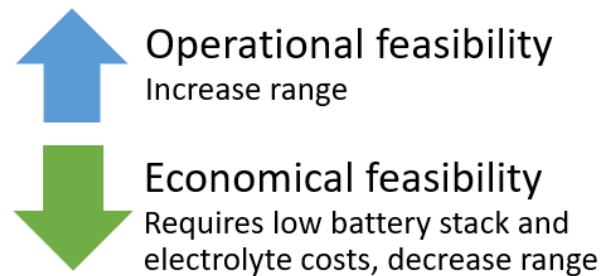 Operational feasibility
Increase range
Economical feasibility
Requires low battery stack and
electrolyte costs, decrease range